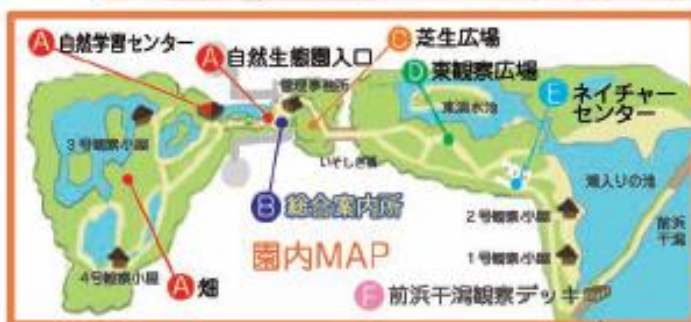 A 自然学習センター
A 自然生態園入口
C 芝生広場
D 東観察広場
E ネイチャー
センター
管理事務所
東淡水池
3号観察小屋
いそしぎ橋
潮入りの池
B 総合案内所
2号観察小屋
前浜
干潟
園内MAP
1号観察小屋
4号観察小屋
A 畑
F 前浜干潟観察デッキ